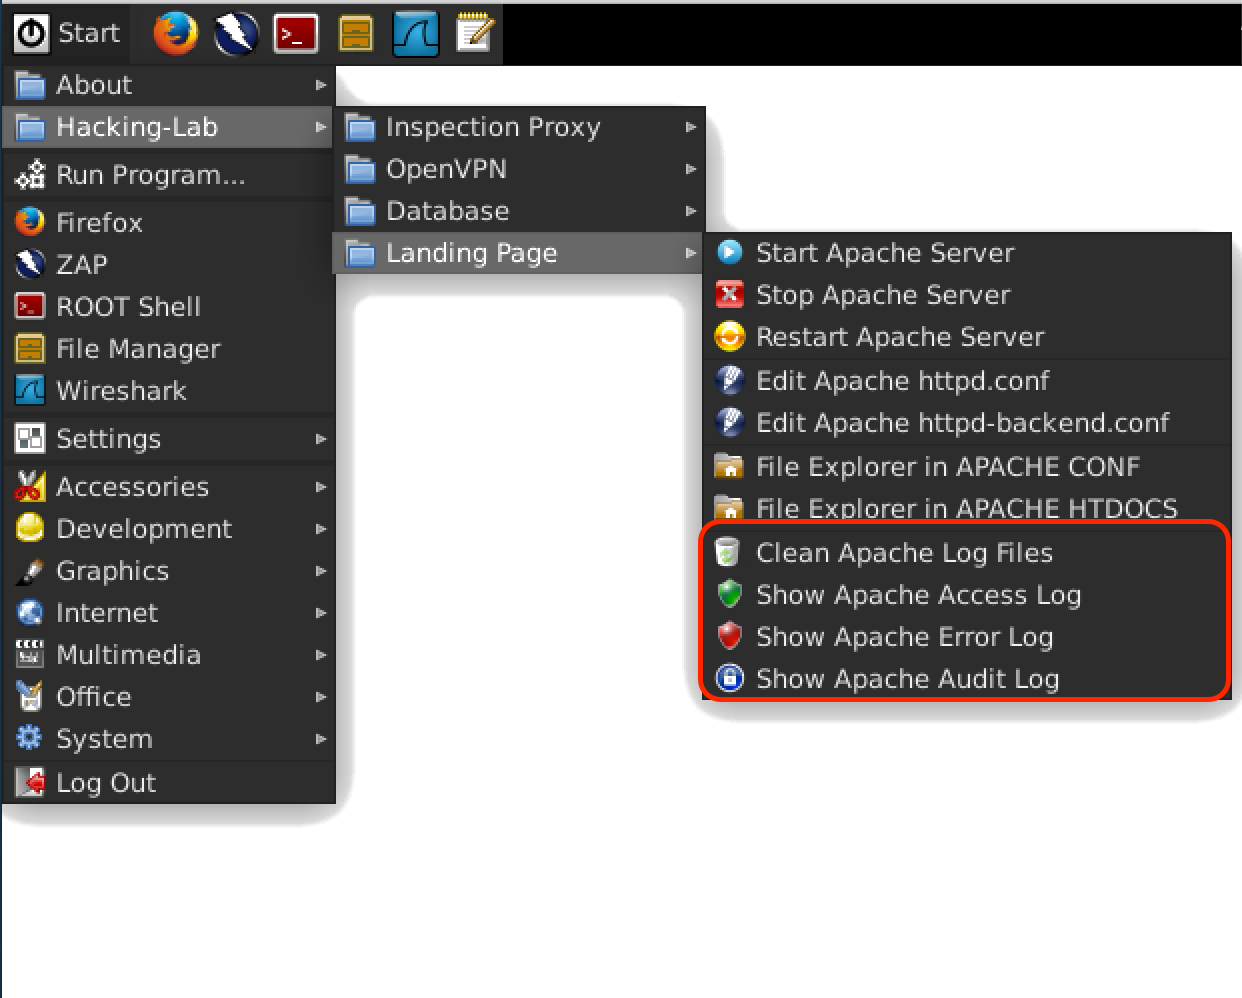 Start
About
Hacking-Lab
Run Program...
Firefox
ZAP
ROOT Shell
File Manager
Wireshark
Settings
Accessories
Development
Graphics
Internet
Multimedia
Office
System
Log Out
Inspection Proxy
OpenVPN
Database
Landing Page
Start Apache Server
Stop Apache Server
Restart Apache Server
Edit Apache httpd.conf
Edit Apache httpd-backend.conf
File Explorer in APACHE CONF
File Explorer in APACHE HTDOCS
Clean Apache Log Files
Show Apache Access Log
Show Apache Error Log
Show Apache Audit Log